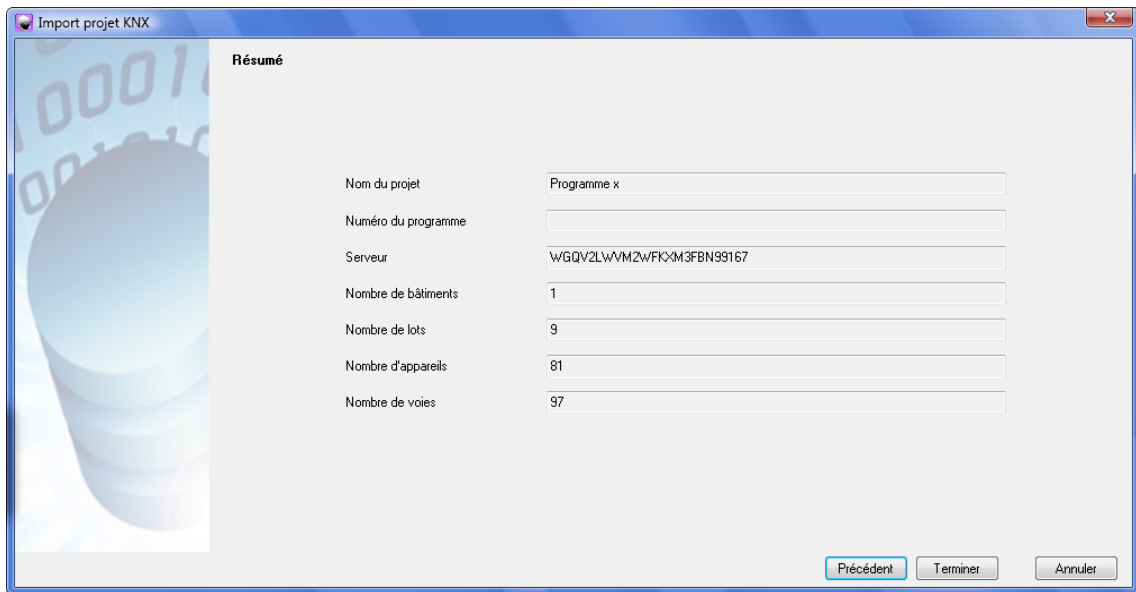 Import projet KNX
Résumé
Nom du projet Programme x
Numéro du programme
Serveur WGQV2LWVM2WFKXM3FBN99167
Nombre de bâtiments 1
Nombre de lots 9
Nombre d'appareils 81
Nombre de voies 97
Précédent Terminer Annuler